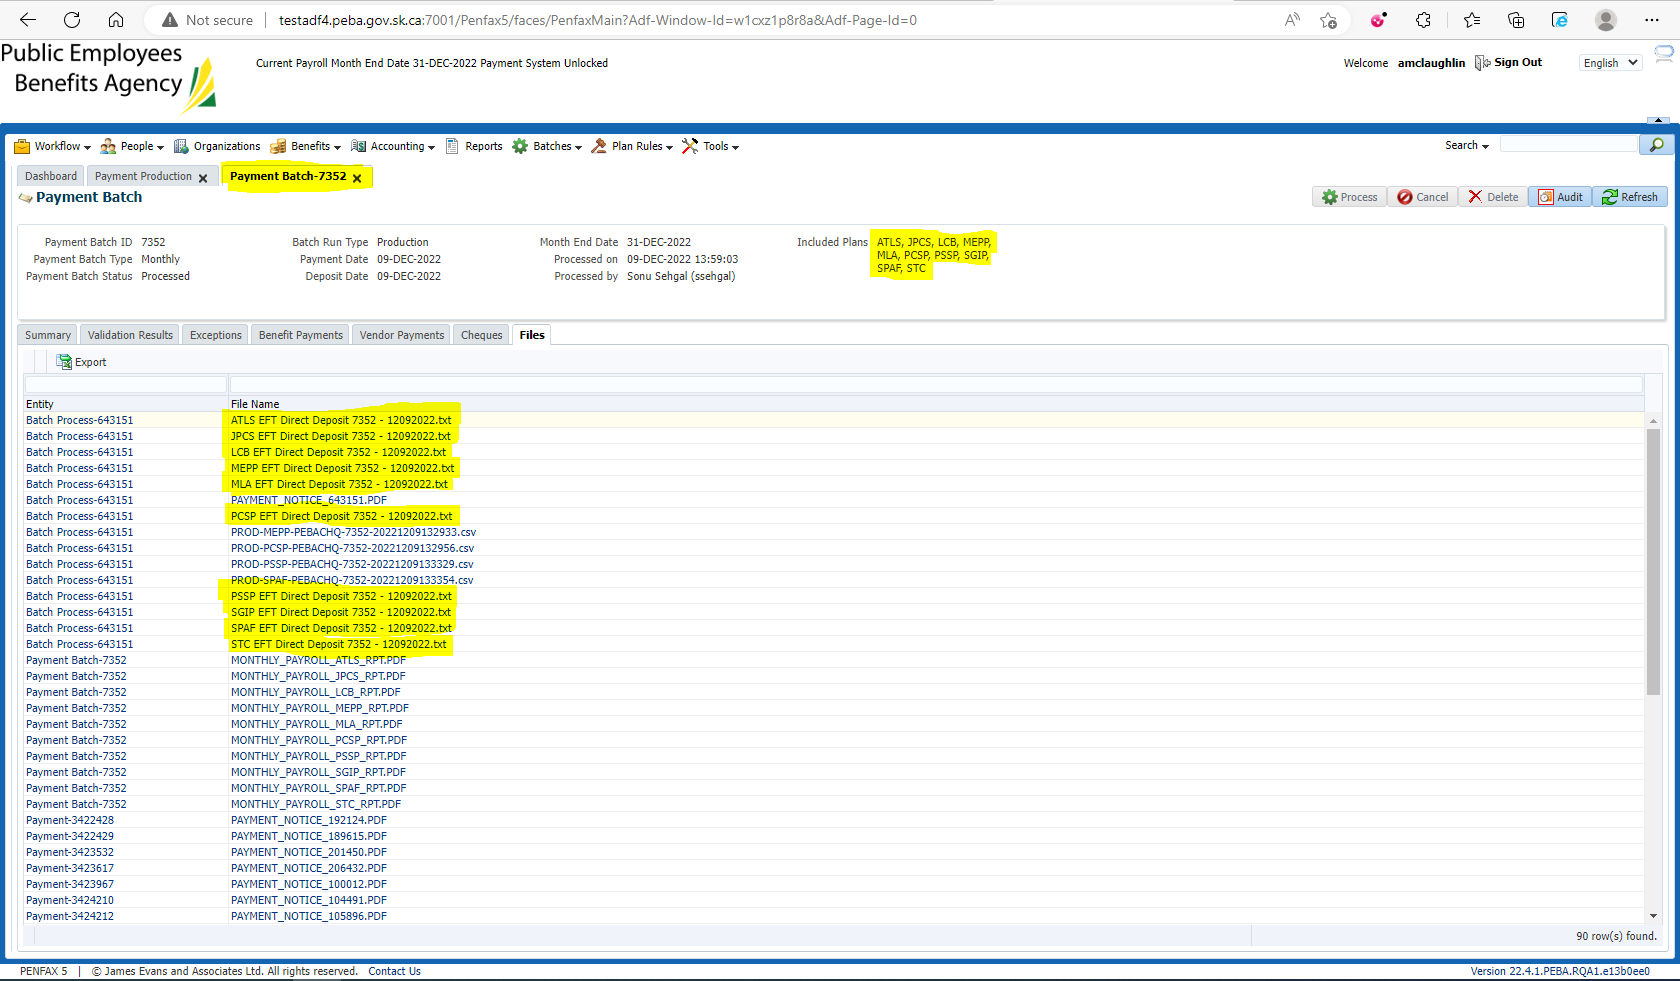 Not secure | testadf4.peba.gov.sk.ca:7001/Penfax5/faces/PenfaxMain?Adf-Window-Id=w1cxz1p8r8a&Adf-Page-Id=0
Public Employees
Benefits Agency
Current Payroll Month End Date 31-DEC-2022 Payment System Unlocked
Welcome amclaughlin Sign Out English
Workflow People Organizations Benefits Accounting Reports Batches Plan Rules Tools Search
Dashboard Payment Production Payment Batch-7352
Payment Batch
Process Cancel Delete Audit Refresh
Payment Batch ID 7352 Batch Run Type Production Month End Date 31-DEC-2022 Included Plans ATLS, JPCS, LCB, MEPP,
Payment Batch Type Monthly Payment Date 09-DEC-2022 Processed on 09-DEC-2022 13:59:03 MLA, PCSP, PSSP, SGIP,
Payment Batch Status Processed Deposit Date 09-DEC-2022 Processed by Sonu Sehgal (ssehgal) SPAF, STC
Summary Validation Results Exceptions Benefit Payments Vendor Payments Cheques Files
Export
Entity File Name
Batch Process-643151 ATLS EFT Direct Deposit 7352 - 12092022.txt
Batch Process-643151 JPCS EFT Direct Deposit 7352 - 12092022.txt
Batch Process-643151 LCB EFT Direct Deposit 7352 - 12092022.txt
Batch Process-643151 MEPP EFT Direct Deposit 7352 - 12092022.txt
Batch Process-643151 MLA EFT Direct Deposit 7352 - 12092022.txt
Batch Process-643151 PAYMENT_NOTICE_643151.PDF
Batch Process-643151 PCSP EFT Direct Deposit 7352 - 12092022.txt
Batch Process-643151 PROD-MEPP-PEBACHQ-7352-20221209132933.csv
Batch Process-643151 PROD-PCSP-PEBACHQ-7352-20221209132956.csv
Batch Process-643151 PROD-PSSP-PEBACHQ-7352-20221209133329.csv
Batch Process-643151 PROD-SPAF-PEBACHQ-7352-20221209133354.csv
Batch Process-643151 PSSP EFT Direct Deposit 7352 - 12092022.txt
Batch Process-643151 SGIP EFT Direct Deposit 7352 - 12092022.txt
Batch Process-643151 SPAF EFT Direct Deposit 7352 - 12092022.txt
Batch Process-643151 STC EFT Direct Deposit 7352 - 12092022.txt
Payment Batch-7352 MONTHLY_PAYROLL_ATLS_RPT.PDF
Payment Batch-7352 MONTHLY_PAYROLL_JPCS_RPT.PDF
Payment Batch-7352 MONTHLY_PAYROLL_LCB_RPT.PDF
Payment Batch-7352 MONTHLY_PAYROLL_MEPP_RPT.PDF
Payment Batch-7352 MONTHLY_PAYROLL_MLA_RPT.PDF
Payment Batch-7352 MONTHLY_PAYROLL_PCSP_RPT.PDF
Payment Batch-7352 MONTHLY_PAYROLL_PSSP_RPT.PDF
Payment Batch-7352 MONTHLY_PAYROLL_SGIP_RPT.PDF
Payment Batch-7352 MONTHLY_PAYROLL_SPAF_RPT.PDF
Payment Batch-7352 MONTHLY_PAYROLL_STC_RPT.PDF
Payment-3422428 PAYMENT_NOTICE_192124.PDF
Payment-3422429 PAYMENT_NOTICE_189615.PDF
Payment-3423532 PAYMENT_NOTICE_201450.PDF
Payment-3423617 PAYMENT_NOTICE_206432.PDF
Payment-3423967 PAYMENT_NOTICE_100012.PDF
Payment-3424210 PAYMENT_NOTICE_104491.PDF
Payment-3424212 PAYMENT_NOTICE_105896.PDF
90 row(s) found.
PENFAX 5 | © James Evans and Associates Ltd. All rights reserved. Contact Us Version 22.4.1.PEBA.RQA1.e13b0ee0